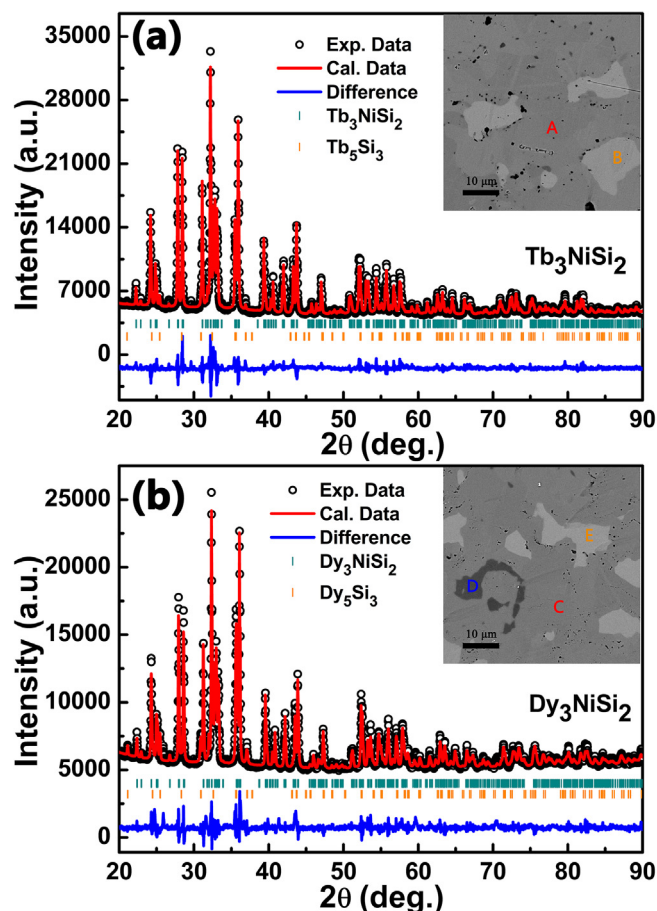 (a)
Exp. Data
Cal. Data
Difference
Tb₃NiSi₂
Tb₅Si₃
A
B
10 μm
Tb₃NiSi₂
Intensity (a.u.)
35000
28000
21000
14000
7000
0
20 30 40 50 60 70 80 90
2θ (deg.)
(b)
Exp. Data
Cal. Data
Difference
Dy₃NiSi₂
Dy₅Si₃
E
D
C
10 μm
Dy₃NiSi₂
Intensity (a.u.)
25000
20000
15000
10000
5000
0
20 30 40 50 60 70 80 90
2θ (deg.)